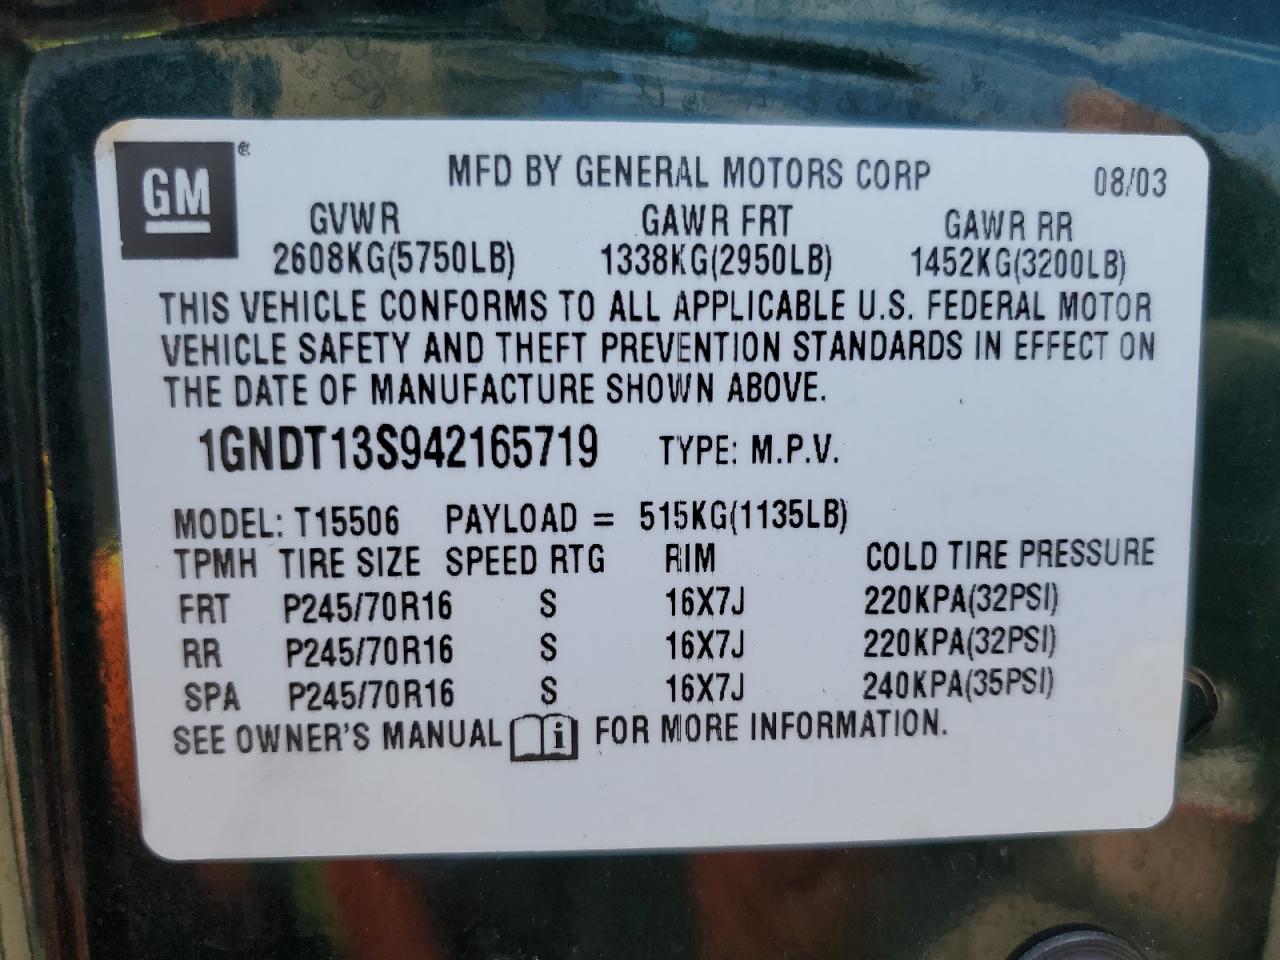 GM ®
MFD BY GENERAL MOTORS CORP 08/03
GVWR GAWR FRT GAWR RR
2608KG(5750LB) 1338KG(2950LB) 1452KG(3200LB)
THIS VEHICLE CONFORMS TO ALL APPLICABLE U.S. FEDERAL MOTOR
VEHICLE SAFETY AND THEFT PREVENTION STANDARDS IN EFFECT ON
THE DATE OF MANUFACTURE SHOWN ABOVE.
1GNDT13S942165719 TYPE: M.P.V.
MODEL: T15506 PAYLOAD = 515KG(1135LB)
TPMH TIRE SIZE SPEED RTG RIM COLD TIRE PRESSURE
FRT P245/70R16 S 16X7J 220KPA(32PSI)
RR P245/70R16 S 16X7J 220KPA(32PSI)
SPA P245/70R16 S 16X7J 240KPA(35PSI)
SEE OWNER'S MANUAL i FOR MORE INFORMATION.